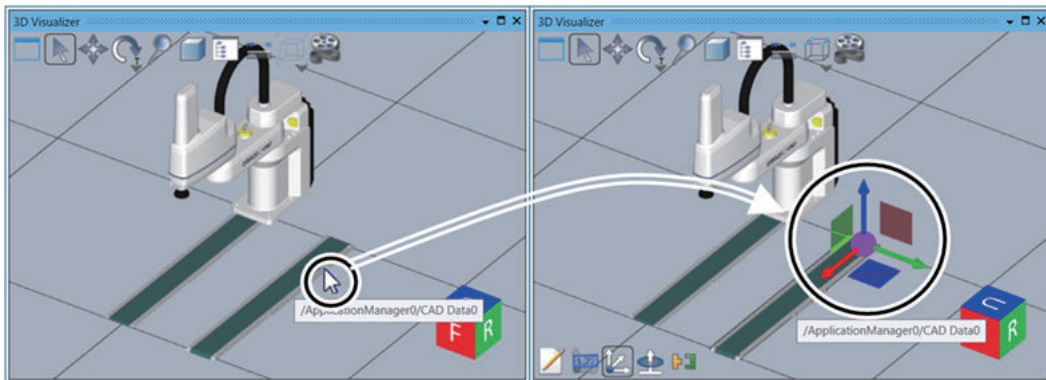 3D Visualizer
3D Visualizer
/ApplicationManager0/CAD Data0
F
R
/ApplicationManager0/CAD Data0
U
R